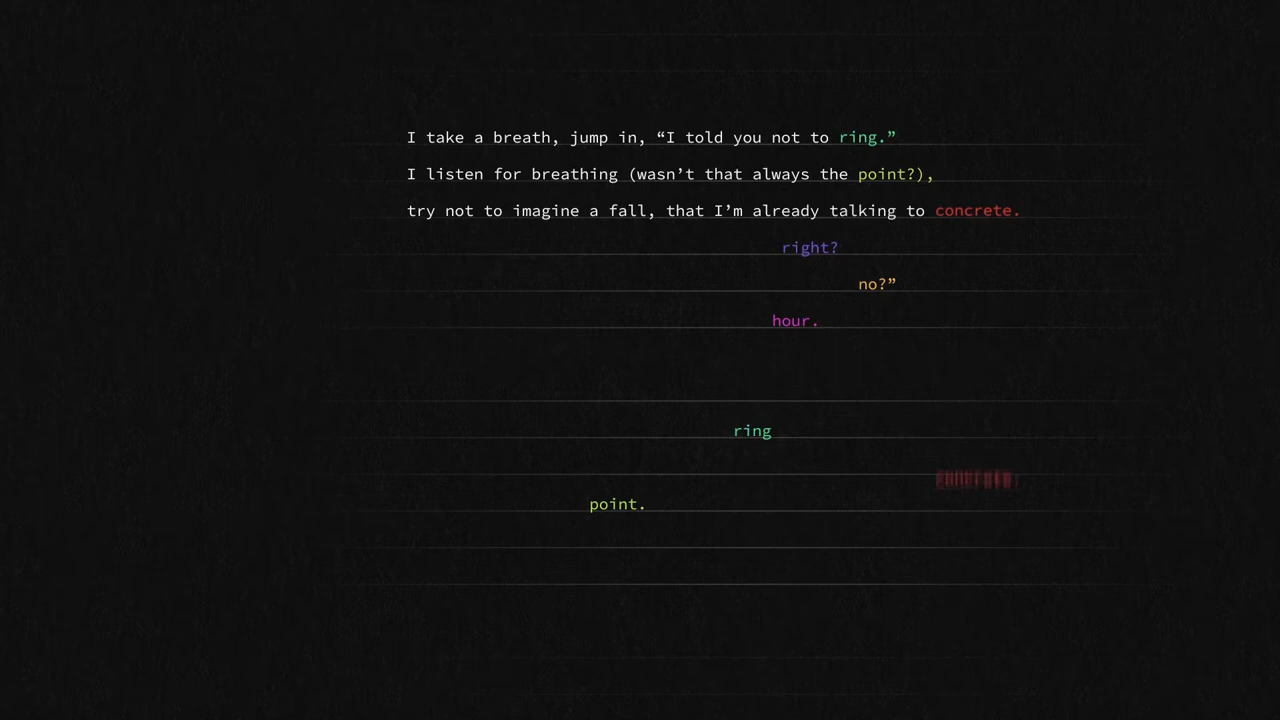 I take a breath, jump in, “I told you not to ring.”
I listen for breathing (wasn’t that always the point?),
try not to imagine a fall, that I’m already talking to concrete.
right?
no?”
hour.
ring
point.